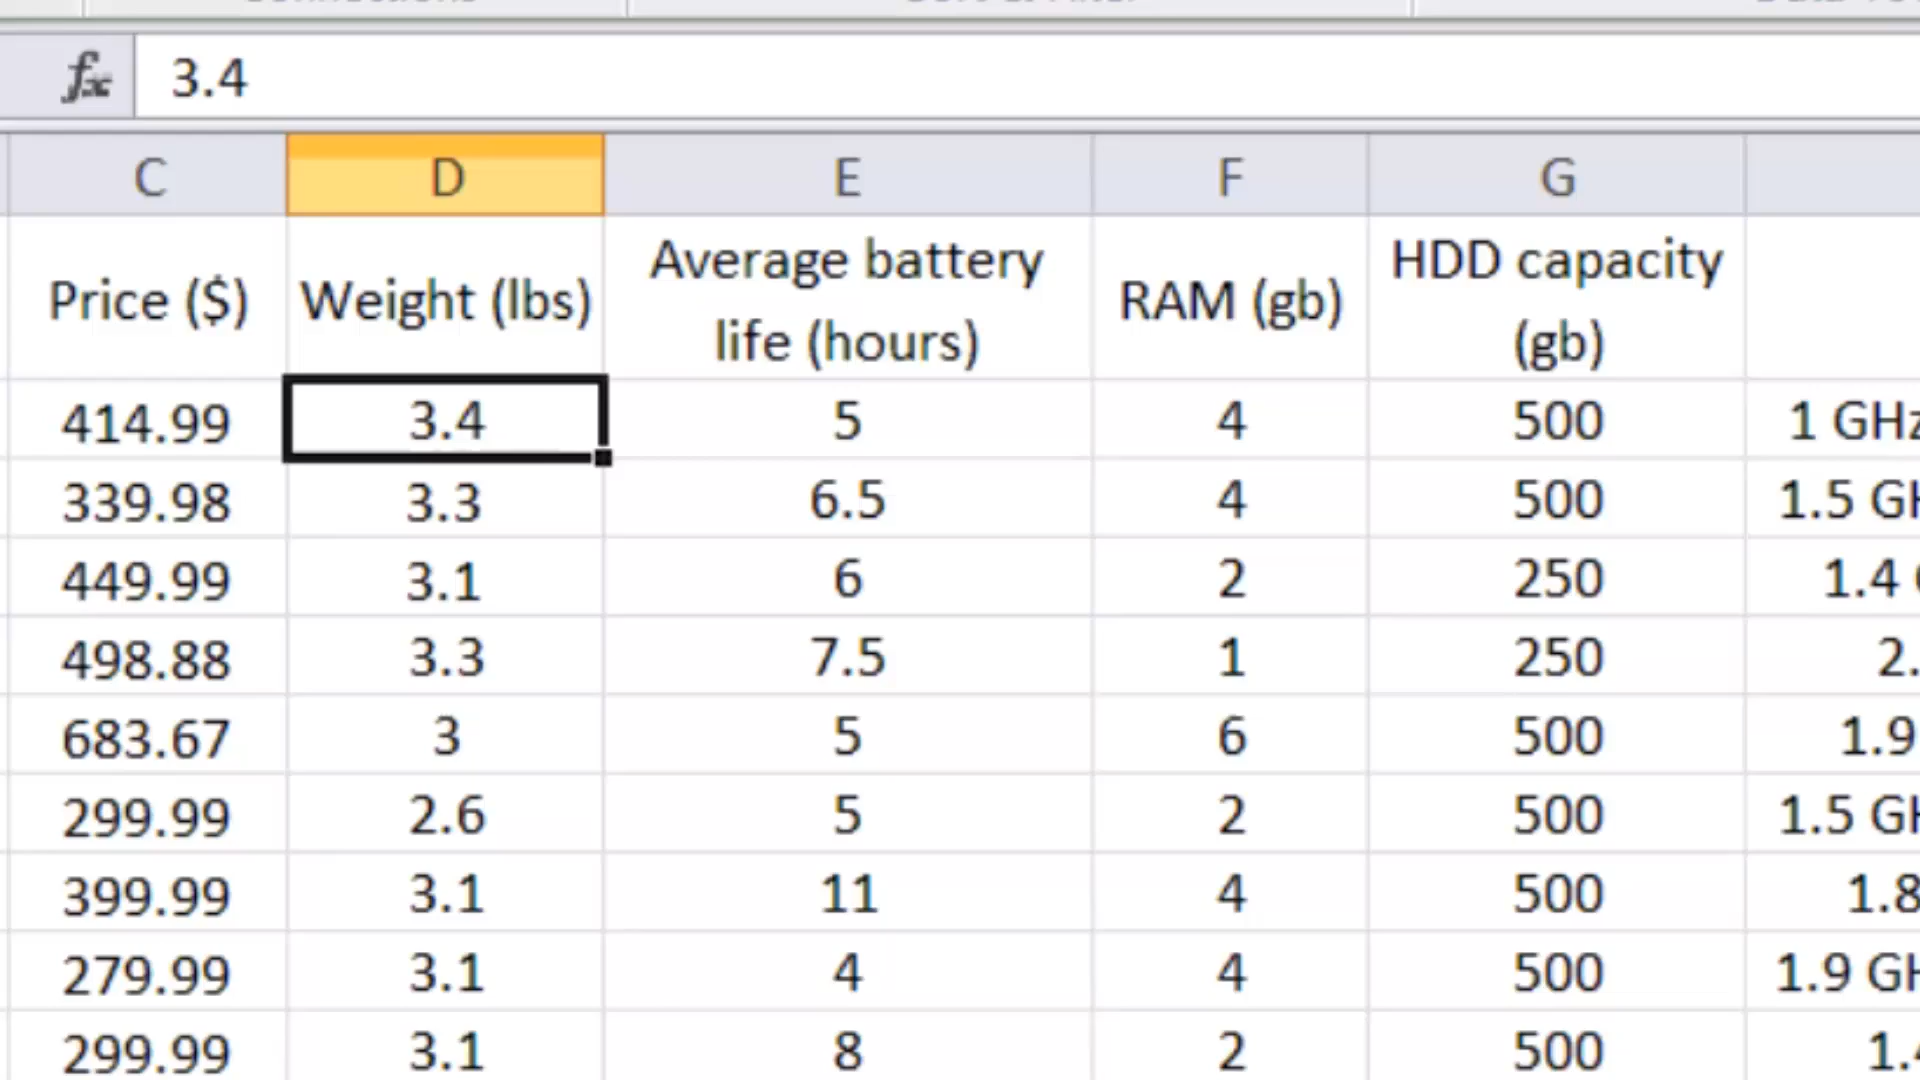 fx 3.4
C D E F G
Price ($) Weight (lbs) Average battery life (hours) RAM (gb) HDD capacity (gb)
414.99 3.4 5 4 500 1 GHz
339.98 3.3 6.5 4 500 1.5 GH
449.99 3.1 6 2 250 1.4
498.88 3.3 7.5 1 250 2.
683.67 3 5 6 500 1.9
299.99 2.6 5 2 500 1.5 GH
399.99 3.1 11 4 500 1.8
279.99 3.1 4 4 500 1.9 GH
299.99 3.1 8 2 500 1.4